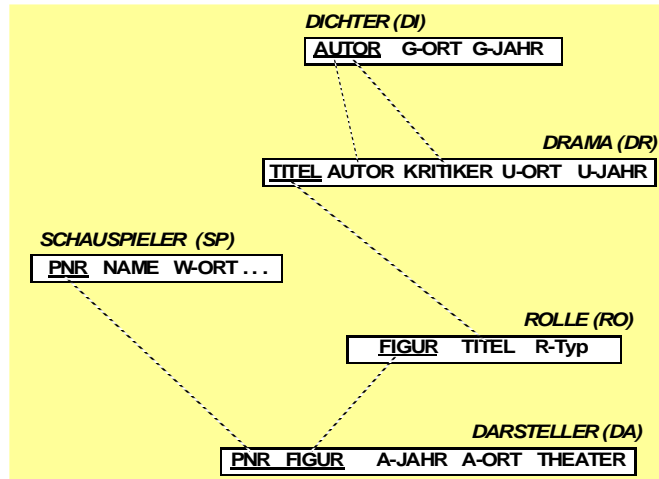 DICHTER (DI)
AUTOR G-ORT G-JAHR
DRAMA (DR)
TITEL AUTOR KRITIKER U-ORT U-JAHR
SCHAUSPIELER (SP)
PNR NAME W-ORT . . .
ROLLE (RO)
FIGUR TITEL R-Typ
DARSTELLER (DA)
PNR FIGUR A-JAHR A-ORT THEATER